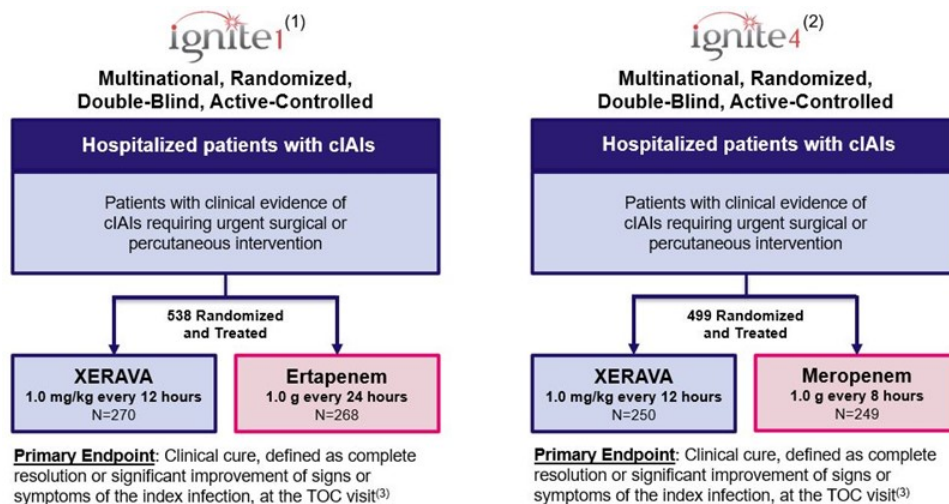 ignite1(1)
Multinational, Randomized,
Double-Blind, Active-Controlled
Hospitalized patients with cIAIs
Patients with clinical evidence of
cIAIs requiring urgent surgical or
percutaneous intervention
538 Randomized
and Treated
XERAVA
1.0 mg/kg every 12 hours
N=270
Ertapenem
1.0 g every 24 hours
N=268
Primary Endpoint: Clinical cure, defined as complete
resolution or significant improvement of signs or
symptoms of the index infection, at the TOC visit(3)
ignite4(2)
Multinational, Randomized,
Double-Blind, Active-Controlled
Hospitalized patients with cIAIs
Patients with clinical evidence of
cIAIs requiring urgent surgical or
percutaneous intervention
499 Randomized
and Treated
XERAVA
1.0 mg/kg every 12 hours
N=250
Meropenem
1.0 g every 8 hours
N=249
Primary Endpoint: Clinical cure, defined as complete
resolution or significant improvement of signs or
symptoms of the index infection, at the TOC visit(3)